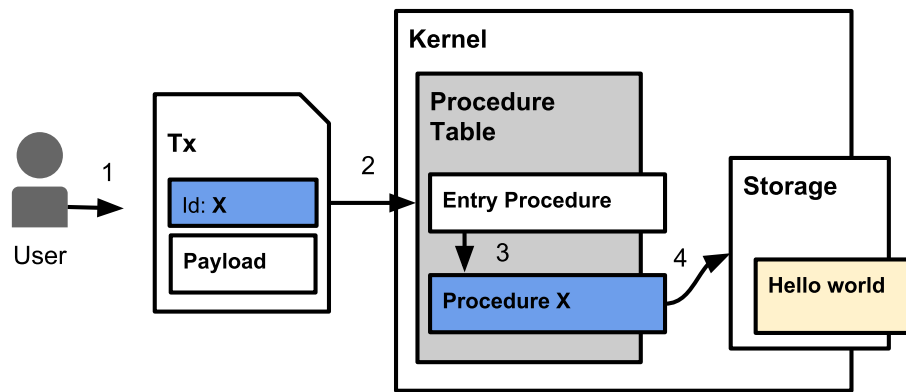 Kernel
Procedure
Table
Tx
1
2
Id: X
Payload
User
Entry Procedure
3
4
Procedure X
Storage
Hello world